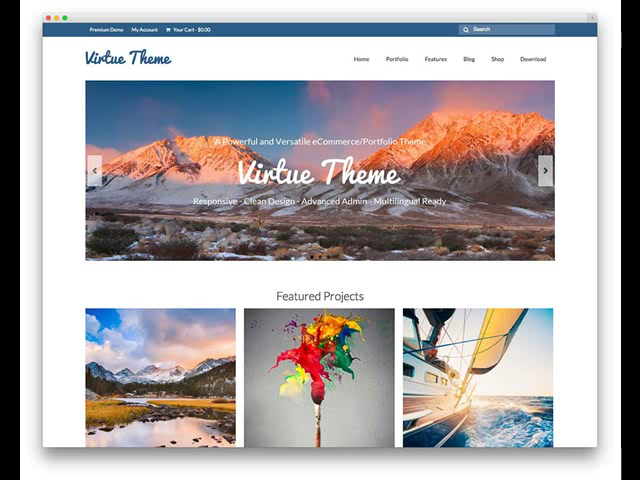 Premium Demo My Account Your Cart - $0.00 Search
Virtue Theme
Home Portfolio Features Blog Shop Download
A Powerful and Versatile eCommerce/Portfolio Theme
Virtue Theme
Responsive - Clean Design - Advanced Admin - Multilingual Ready
Featured Projects